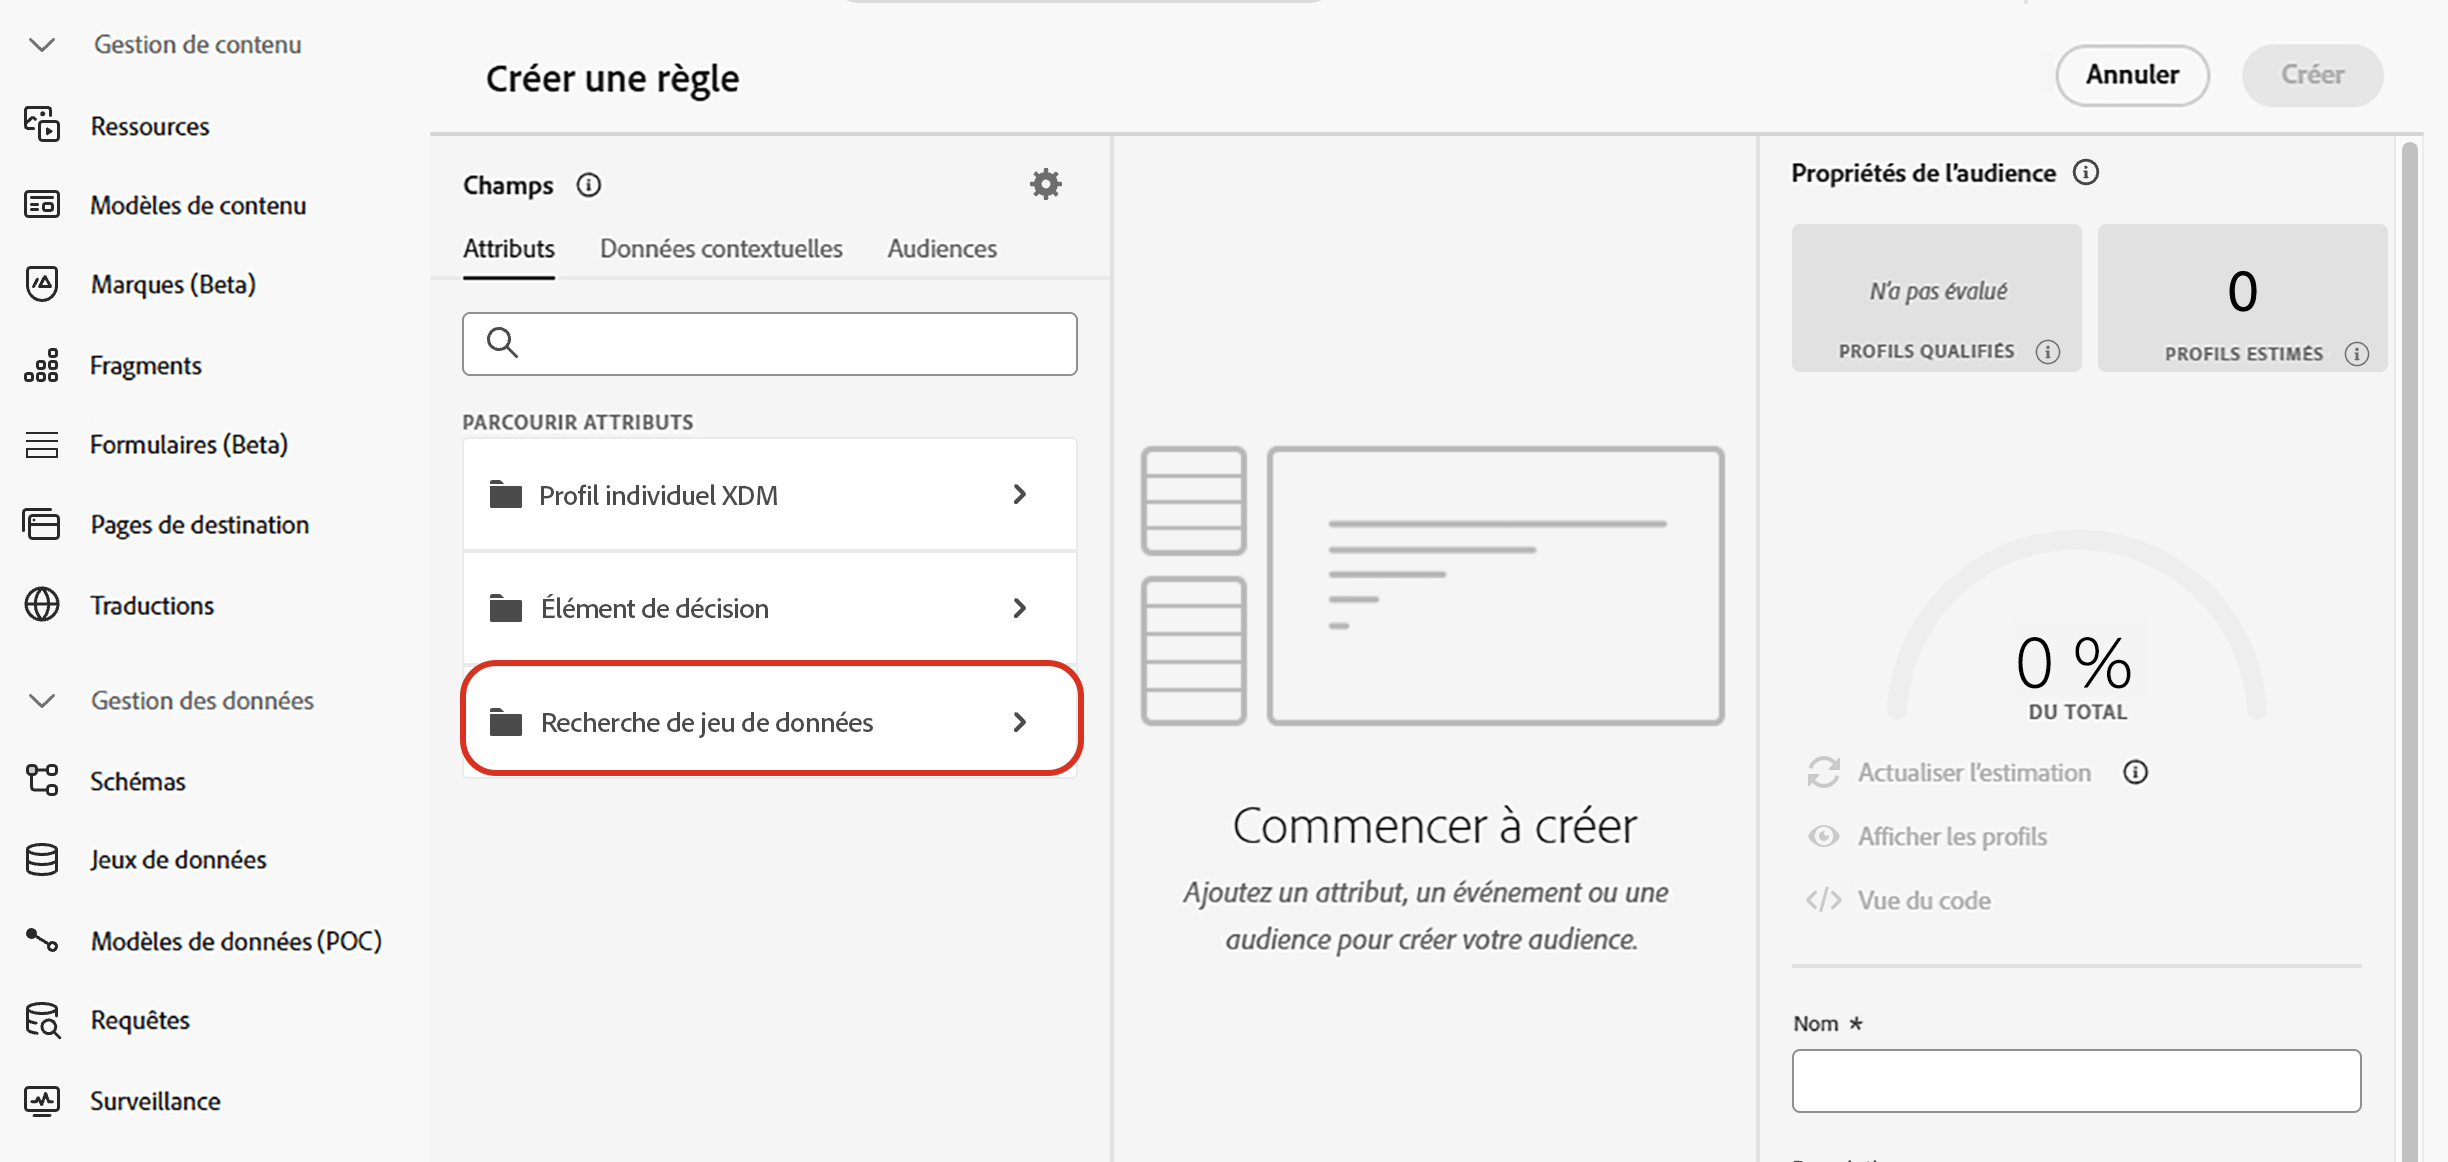 Gestion de contenu
Ressources
Modèles de contenu
Marques (Beta)
Fragments
Formulaires (Beta)
Pages de destination
Traductions
Gestion des données
Schémas
Jeux de données
Modèles de données (POC)
Requêtes
Surveillance
Créer une règle
Annuler
Créer
Champs
Attributs
Données contextuelles
Audiences
PARCOURIR ATTRIBUTS
Profil individuel XDM
Élément de décision
Recherche de jeu de données
Commencer à créer
Ajoutez un attribut, un événement ou une
audience pour créer votre audience.
Propriétés de l'audience
N'a pas évalué
PROFILS QUALIFIÉS
0
PROFILS ESTIMÉS
0 %
DU TOTAL
Actualiser l'estimation
Afficher les profils
Vue du code
Nom *